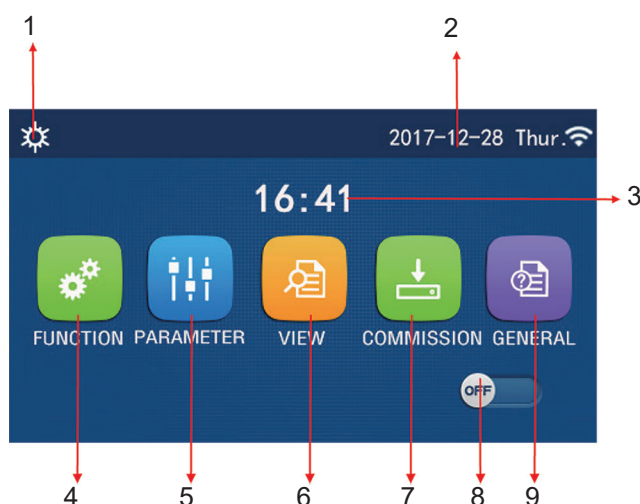 1 2
2017-12-28 Thur.
16:41 3
FUNCTION PARAMETER VIEW COMMISSION GENERAL
OFF
4 5 6 7 8 9